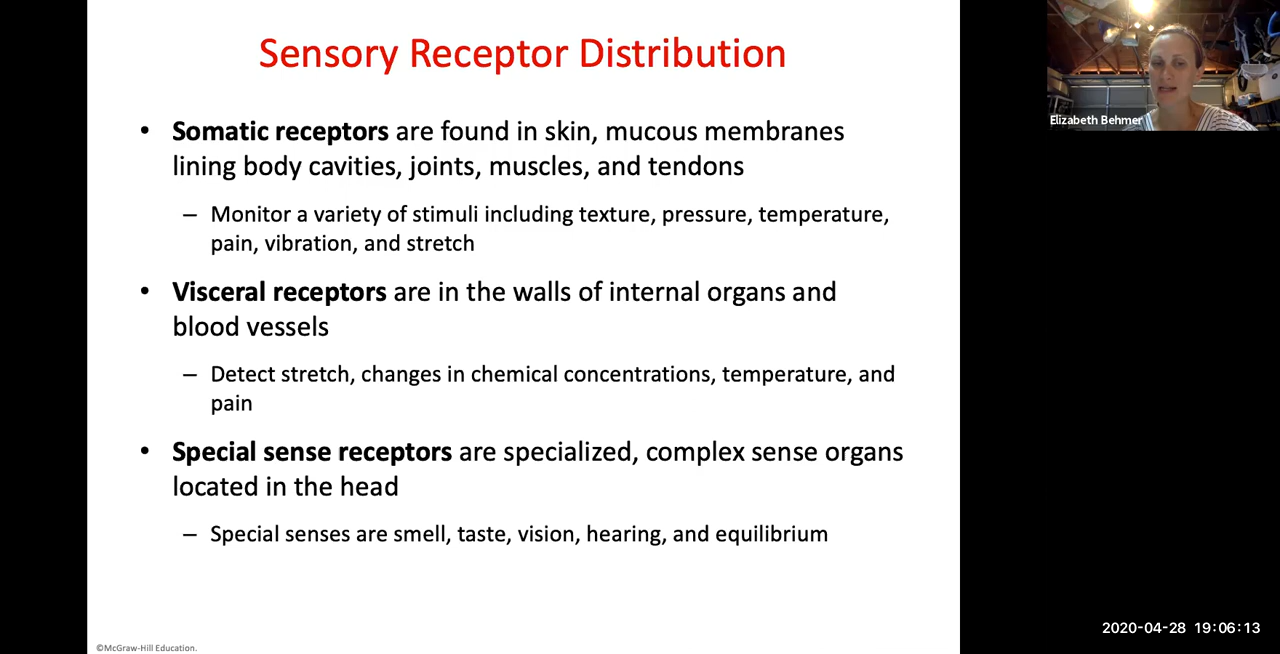 Sensory Receptor Distribution
• Somatic receptors are found in skin, mucous membranes
lining body cavities, joints, muscles, and tendons
– Monitor a variety of stimuli including texture, pressure, temperature,
pain, vibration, and stretch
• Visceral receptors are in the walls of internal organs and
blood vessels
– Detect stretch, changes in chemical concentrations, temperature, and
pain
• Special sense receptors are specialized, complex sense organs
located in the head
– Special senses are smell, taste, vision, hearing, and equilibrium
©McGraw-Hill Education.
Elizabeth Behmer
2020-04-28 19:06:13